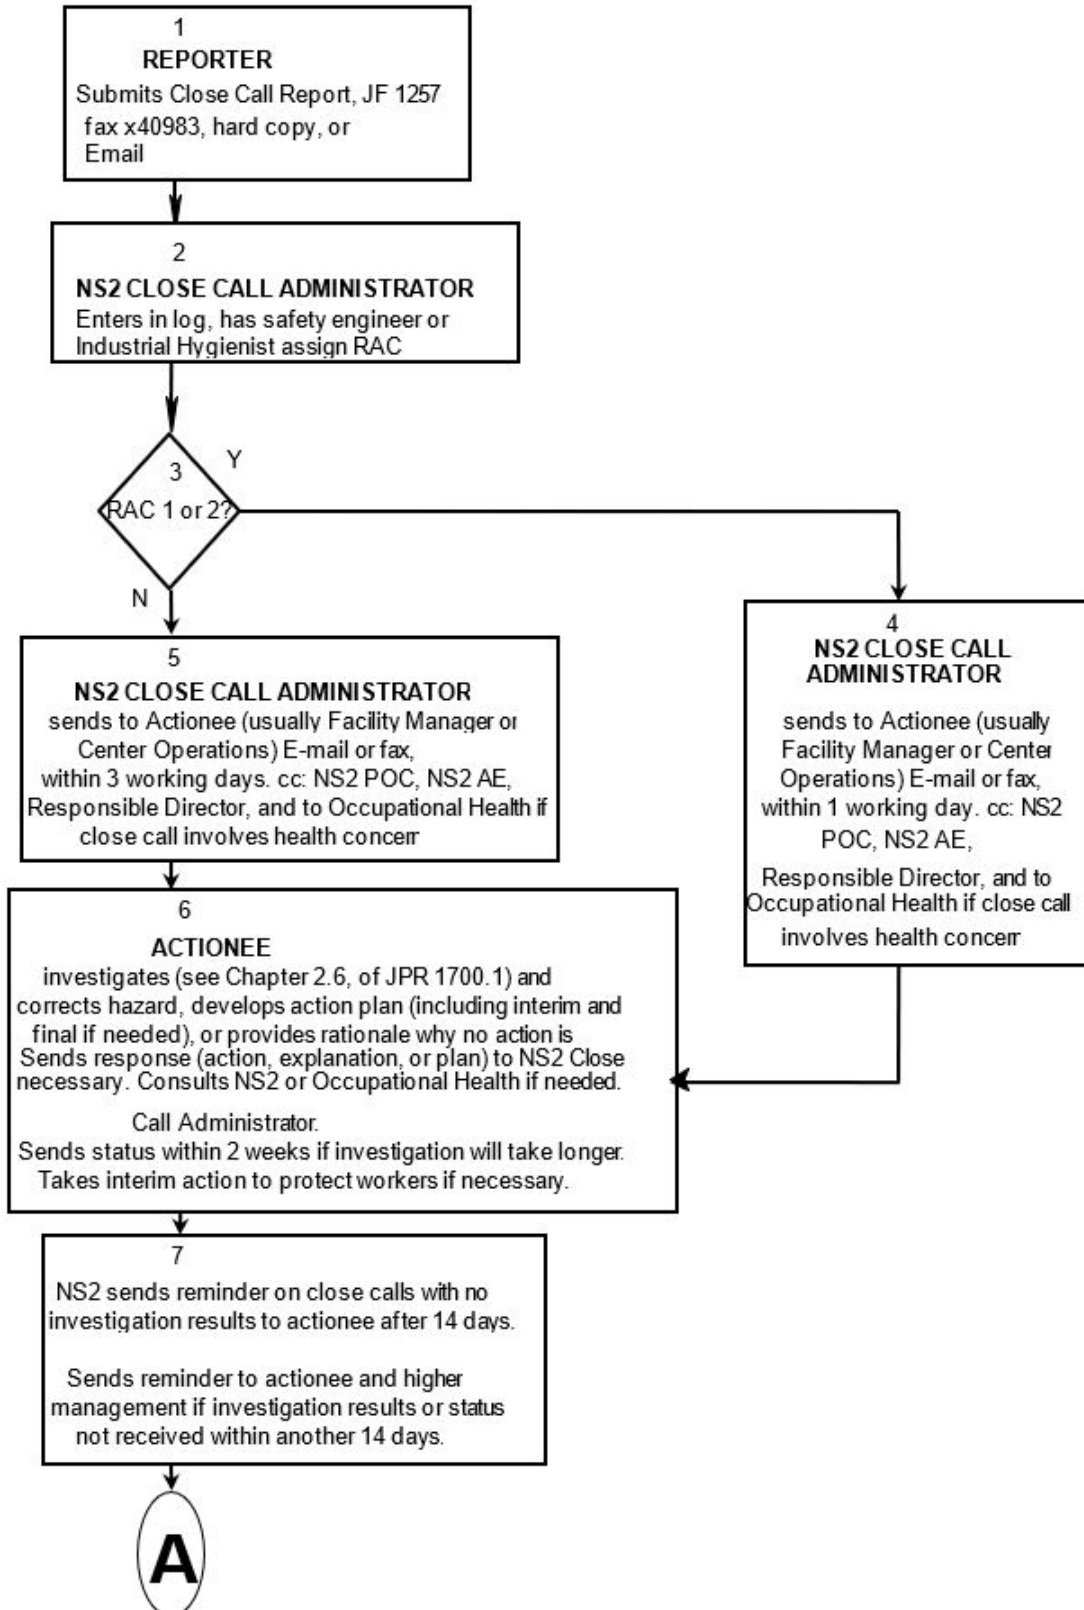 1
REPORTER
Submits Close Call Report, JF 1257
fax x40983, hard copy, or
Email
2
NS2 CLOSE CALL ADMINISTRATOR
Enters in log, has safety engineer or
Industrial Hygienist assign RAC
3
RAC 1 or 2?
Y
N
4
NS2 CLOSE CALL
ADMINISTRATOR
sends to Actionee (usually
Facility Manager or Center
Operations) E-mail or fax,
within 1 working day. cc: NS2
POC, NS2 AE,
Responsible Director, and to
Occupational Health if close call
involves health concern
5
NS2 CLOSE CALL ADMINISTRATOR
sends to Actionee (usually Facility Manager or
Center Operations) E-mail or fax,
within 3 working days. cc: NS2 POC, NS2 AE,
Responsible Director, and to Occupational Health if
close call involves health concern
6
ACTIONEE
investigates (see Chapter 2.6, of JPR 1700.1) and
corrects hazard, develops action plan (including interim and
final if needed), or provides rationale why no action is
Sends response (action, explanation, or plan) to NS2 Close
necessary. Consults NS2 or Occupational Health if needed.
Call Administrator.
Sends status within 2 weeks if investigation will take longer.
Takes interim action to protect workers if necessary.
7
NS2 sends reminder on close calls with no
investigation results to actionee after 14 days.
Sends reminder to actionee and higher
management if investigation results or status
not received within another 14 days.
A